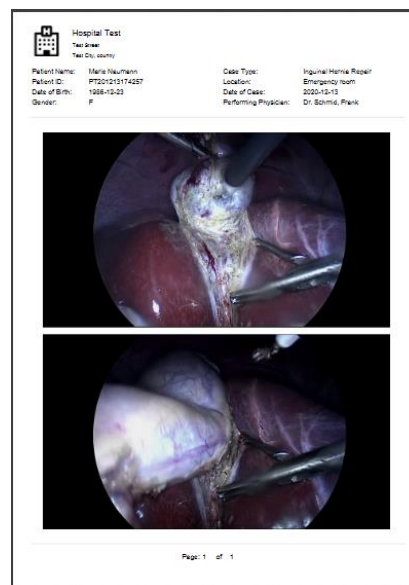 Hospital Test
Test Street
Test City, country
Patient Name: Marie Neumann Case Type: Inguinal Hernia Repair
Patient ID: PT201213174257 Location: Emergency room
Date of Birth: 1986-12-23 Date of Case: 2020-12-13
Gender: F Performing Physician: Dr. Schmid, Frank
Page: 1 of 1